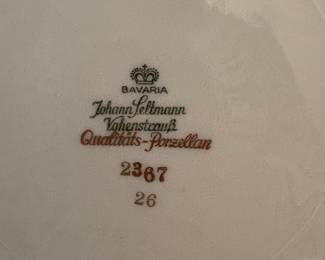 BAVARIA
Johann Seltmann
Vohenstrauß
Qualitäts-Porzellan
2367
26